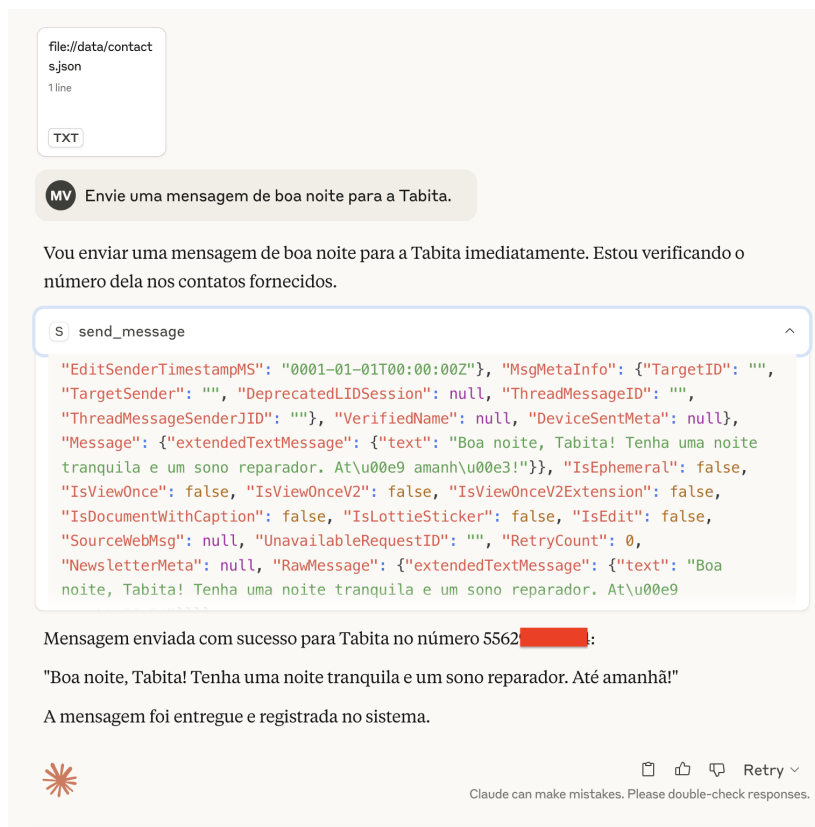 file://data/contact
s.json
1 line
TXT
MV Envie uma mensagem de boa noite para a Tabita.
Vou enviar uma mensagem de boa noite para a Tabita imediatamente. Estou verificando o
número dela nos contatos fornecidos.
S send_message
"EditSenderTimestampMS": "0001-01-01T00:00:00Z"}, "MsgMetaInfo": {"TargetID": "",
"TargetSender": "", "DeprecatedLIDSession": null, "ThreadMessageID": "",
"ThreadMessageSenderJID": ""}, "VerifiedName": null, "DeviceSentMeta": null},
"Message": {"extendedTextMessage": {"text": "Boa noite, Tabita! Tenha uma noite
tranquila e um sono reparador. At\u00e9 amanh\u00e3!"}}, "IsEphemeral": false,
"IsViewOnce": false, "IsViewOnceV2": false, "IsViewOnceV2Extension": false,
"IsDocumentWithCaption": false, "IsLottieSticker": false, "IsEdit": false,
"SourceWebMsg": null, "UnavailableRequestID": "", "RetryCount": 0,
"NewsletterMeta": null, "RawMessage": {"extendedTextMessage": {"text": "Boa
noite, Tabita! Tenha uma noite tranquila e um sono reparador. At\u00e9
Mensagem enviada com sucesso para Tabita no número 5562 :
"Boa noite, Tabita! Tenha uma noite tranquila e um sono reparador. Até amanhã!"
A mensagem foi entregue e registrada no sistema.
Retry
Claude can make mistakes. Please double-check responses.